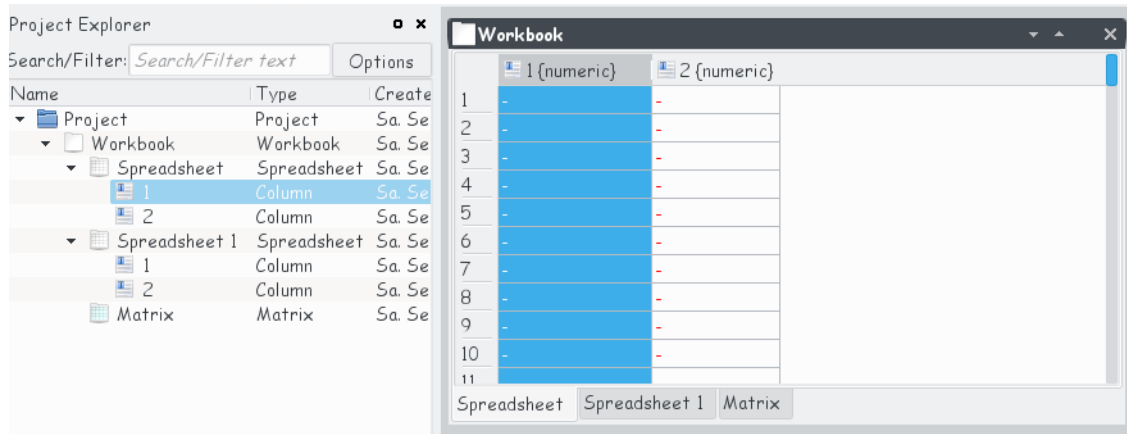 Project Explorer
Search/Filter: Search/Filter text Options
Name Type Create
Project Project Sa. Se
Workbook Workbook Sa. Se
Spreadsheet Spreadsheet Sa. Se
1 Column Sa. Se
2 Column Sa. Se
Spreadsheet 1 Spreadsheet Sa. Se
1 Column Sa. Se
2 Column Sa. Se
Matrix Matrix Sa. Se
Workbook
1 {numeric} 2 {numeric}
1 - -
2 - -
3 - -
4 - -
5 - -
6 - -
7 - -
8 - -
9 - -
10 - -
11
Spreadsheet Spreadsheet 1 Matrix